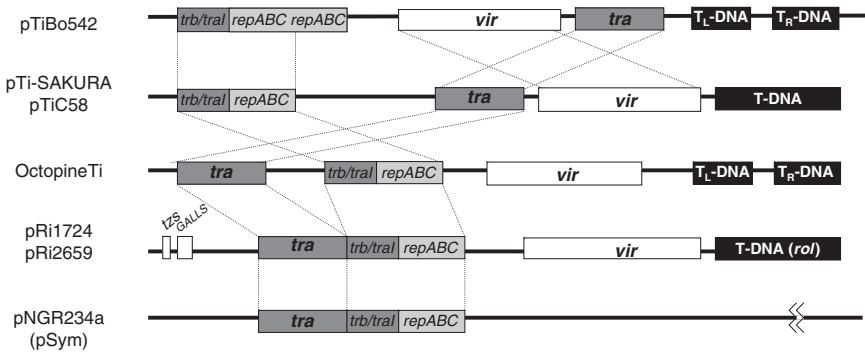 pTiBo542 trb/traI repABC repABC vir tra TL-DNA TR-DNA
pTi-SAKURA
pTiC58 trb/traI repABC tra vir T-DNA
OctopineTi tra trb/traI repABC vir TL-DNA TR-DNA
tzs GALLS
pRi1724
pRi2659 tra trb/traI repABC vir T-DNA (rol)
pNGR234a
(pSym) tra trb/traI repABC